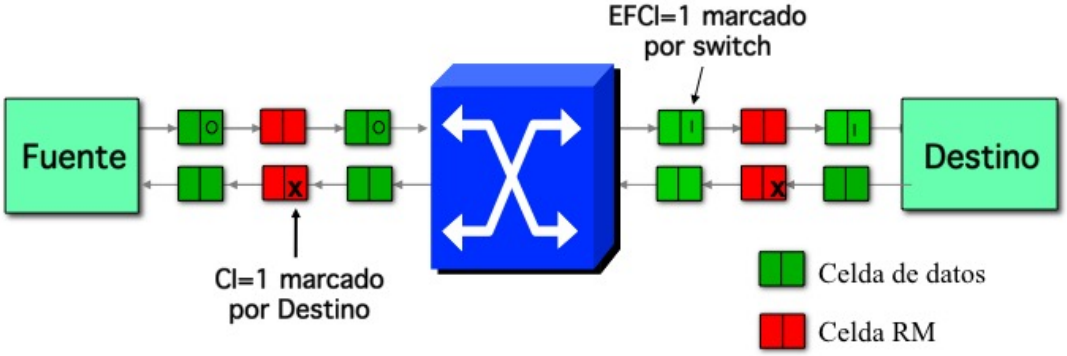 EFCI=1 marcado
por switch
Fuente
O
O
I
I
Destino
X
X
CI=1 marcado
por Destino
Celda de datos
Celda RM